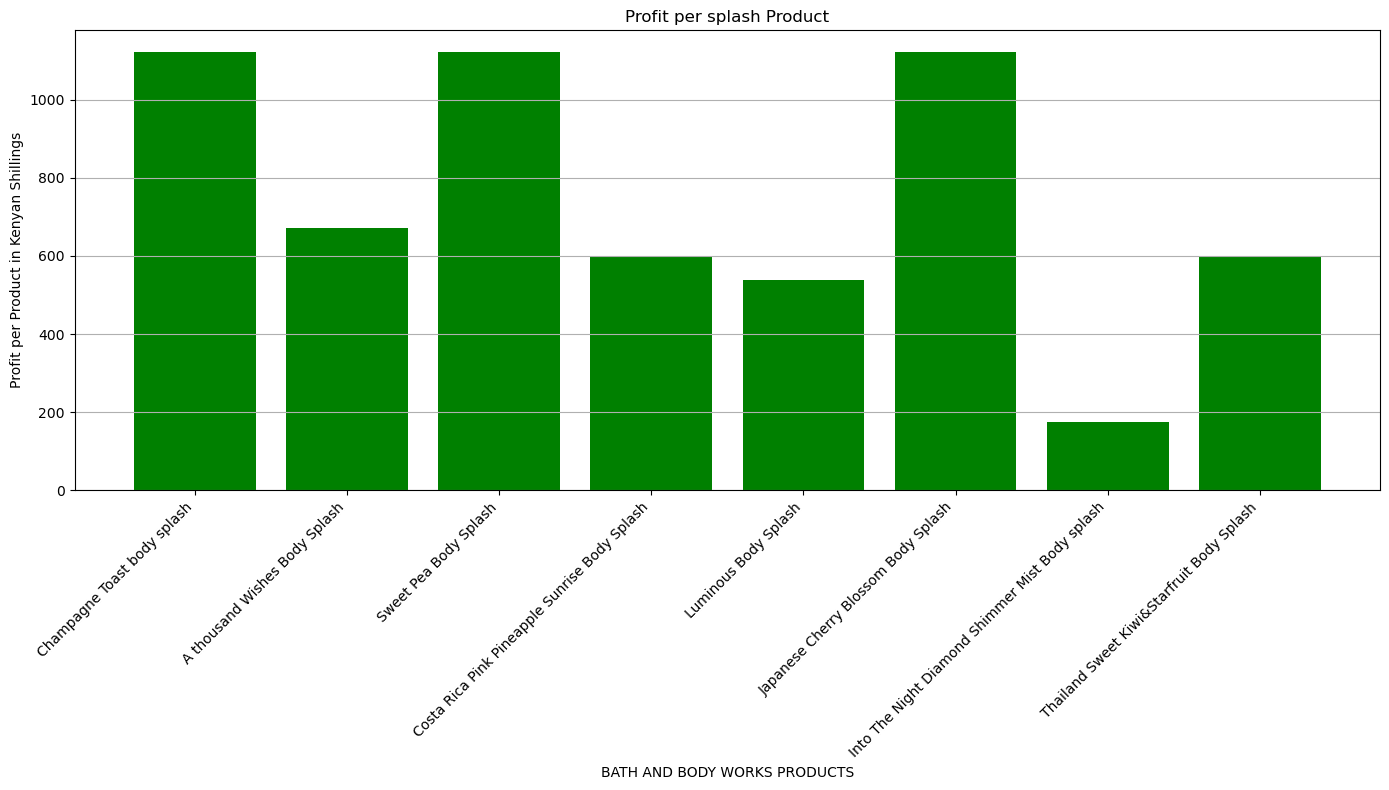 Profit per splash Product
Profit per Product in Kenyan Shillings
1000
800
600
400
200
0
Champagne Toast body splash
A thousand Wishes Body Splash
Sweet Pea Body Splash
Costa Rica Pink Pineapple Sunrise Body Splash
Luminous Body Splash
Japanese Cherry Blossom Body Splash
Into The Night Diamond Shimmer Mist Body splash
Thailand Sweet Kiwi&Starfruit Body Splash
BATH AND BODY WORKS PRODUCTS